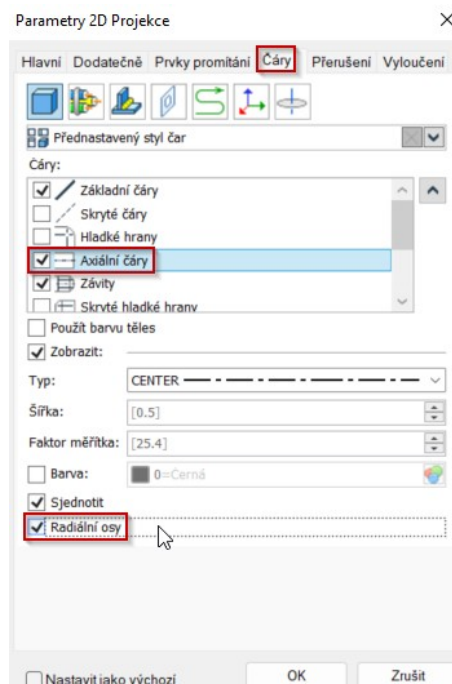 Parametry 2D Projekce
Hlavní Dodatečně Prvky promítání Čáry Přerušení Vyloučení
Přednastavený styl čar
Čáry:
Základní čáry
Skryté čáry
Hladké hrany
Axiální čáry
Závity
Skryté hladké hrany
Použít barvu těles
Zobrazit:
Typ: CENTER
Šířka: [0.5]
Faktor měřítka: [25.4]
Barva: 0=Černá
Sjednotit
Radiální osy
Nastavit jako výchozí OK Zrušit